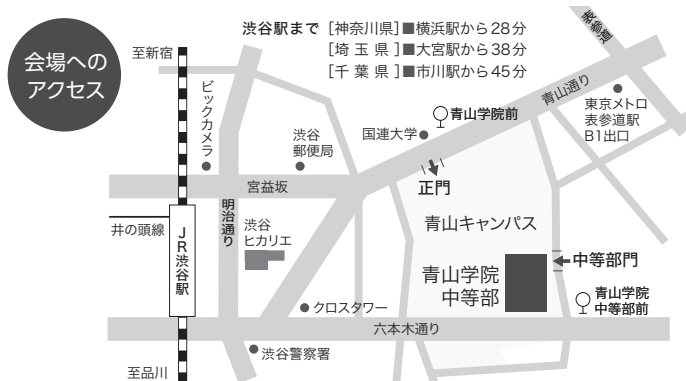 会場への
アクセス
渋谷駅まで [神奈川県]■横浜駅から28分
[埼玉県]■大宮駅から38分
[千葉県]■市川駅から45分
至新宿
表参道
ビックカメラ
渋谷
郵便局
国連大学
青山学院前
青山通り
東京メトロ
表参道駅
B1出口
宮益坂
正門
井の頭線
JR渋谷駅
明治通り
渋谷
ヒカリエ
青山キャンパス
青山学院
中等部
中等部門
青山学院
中等部前
クロスタワー
六本木通り
渋谷警察署
至品川